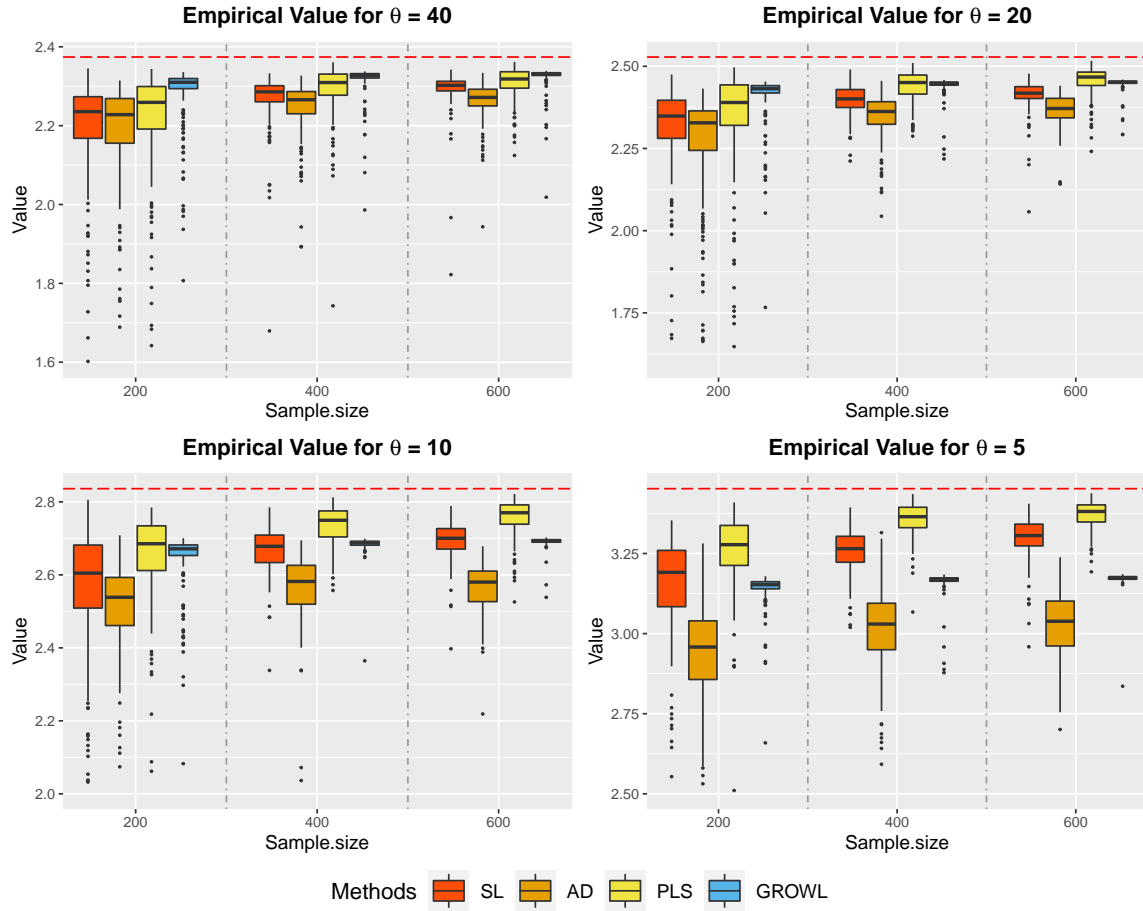 Empirical Value for θ = 40
Value
2.4
2.2
2.0
1.8
1.6
200
400
600
Sample.size
Empirical Value for θ = 20
Value
2.50
2.25
2.00
1.75
200
400
600
Sample.size
Empirical Value for θ = 10
Value
2.8
2.6
2.4
2.2
2.0
200
400
600
Sample.size
Empirical Value for θ = 5
Value
3.25
3.00
2.75
2.50
200
400
600
Sample.size
Methods SL AD PLS GROWL